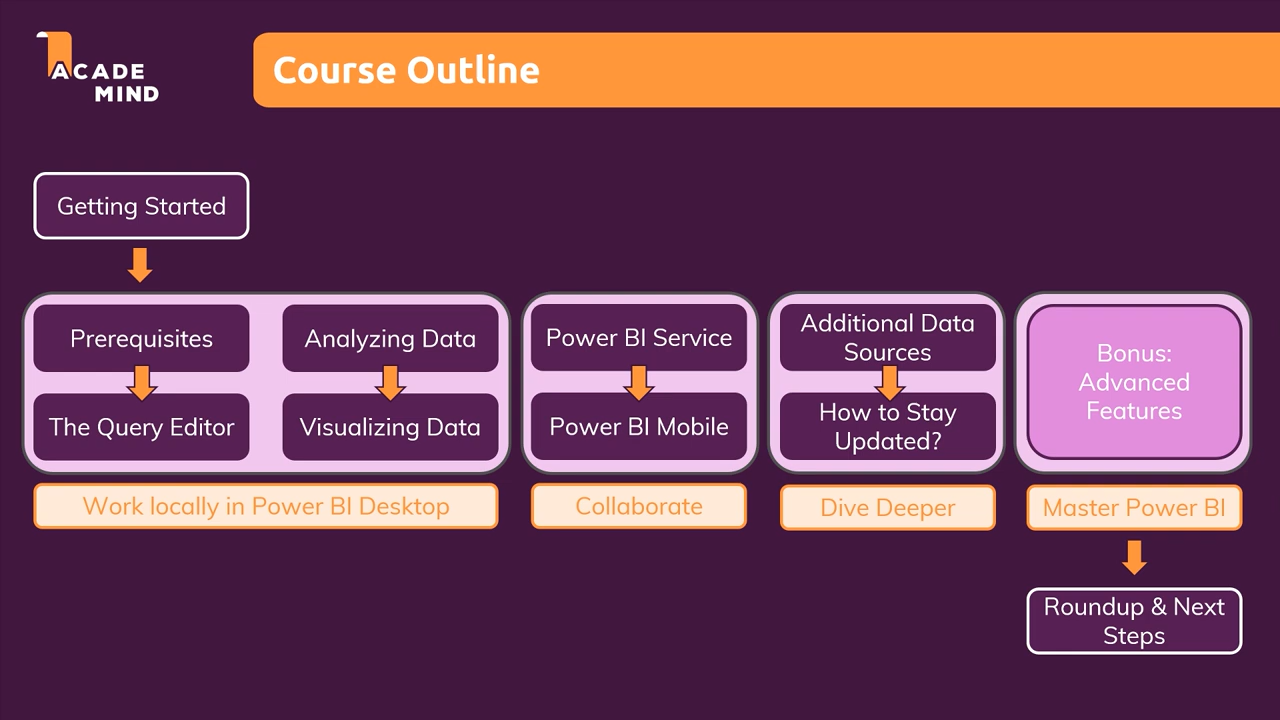 ACADE
MIND
Course Outline
Getting Started
Prerequisites
The Query Editor
Analyzing Data
Visualizing Data
Work locally in Power BI Desktop
Power BI Service
Power BI Mobile
Collaborate
Additional Data
Sources
How to Stay
Updated?
Dive Deeper
Bonus:
Advanced
Features
Master Power BI
Roundup & Next
Steps